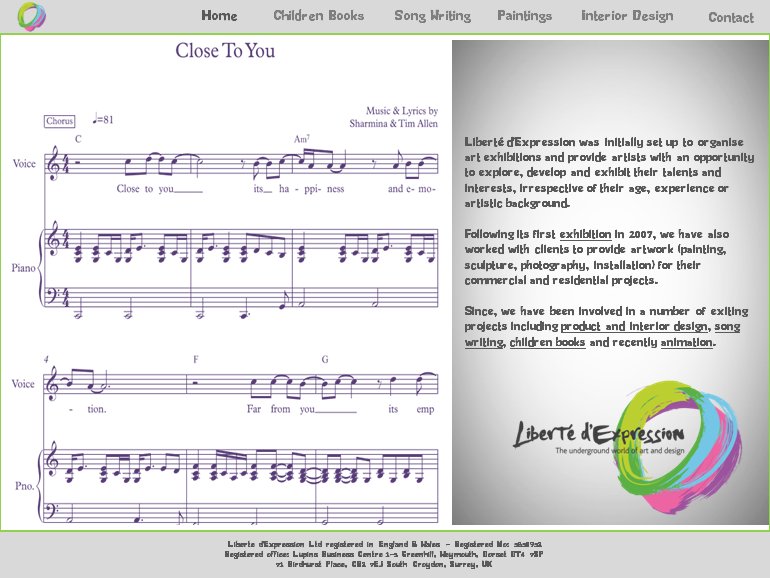 Home Children Books Song Writing Paintings Interior Design Contact
Close To You
Music & Lyrics by
Sharmina & Tim Allen
Chorus ♩=81
C Am7
Voice
Close to you____ its__ ha - ppi- ness and e- mo-
Piano
4 F G
Voice
- tion. Far from you____ its emp
Pno.
Liberté d'Expression was initially set up to organise
art exhibitions and provide artists with an opportunity
to explore, develop and exhibit their talents and
interests, irrespective of their age, experience or
artistic background.
Following its first exhibition in 2007, we have also
worked with clients to provide artwork (painting,
sculpture, photography, installation) for their
commercial and residential projects.
Since, we have been involved in a number of exiting
projects including product and interior design, song
writing, children books and recently animation.
Liberté d'Expression
The underground world of art and design
Liberte d'Expression Ltd registered in England & Wales - Registered No:
Registered office: Lupins Business Centre 1-3 Greenhill, Weymouth, Dorset DT4 7SP
71 Birdhurst Place, CR2 7EJ South Croydon, Surrey, UK